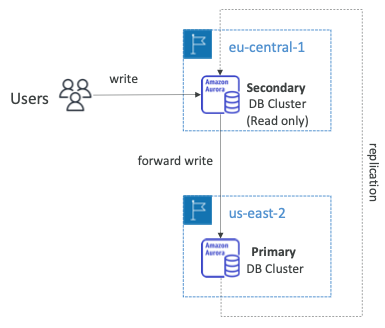 eu-central-1
write
Amazon
Aurora
Secondary
DB Cluster
(Read only)
Users
forward write
replication
us-east-2
Amazon
Aurora
Primary
DB Cluster